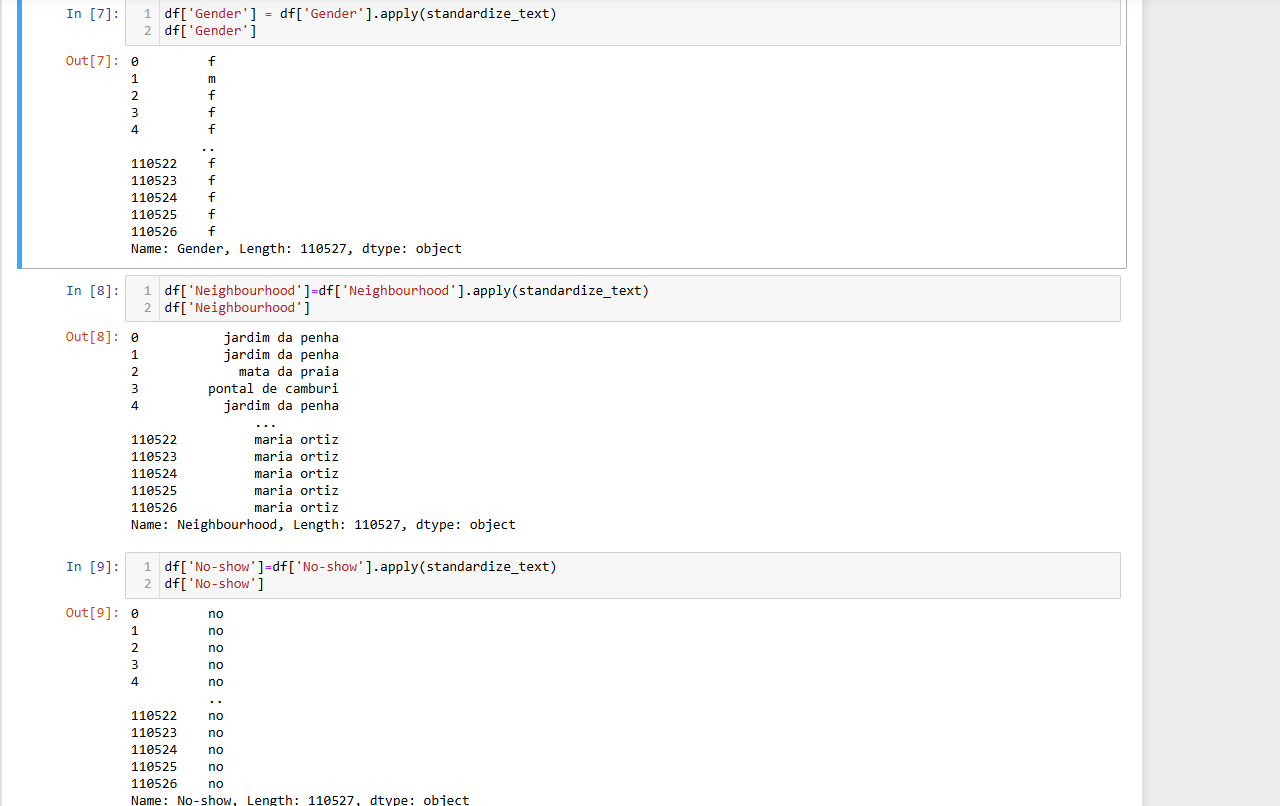 In [7]: 1 df['Gender'] = df['Gender'].apply(standardize_text)
2 df['Gender']
Out[7]: 0 f
1 m
2 f
3 f
4 f
..
110522 f
110523 f
110524 f
110525 f
110526 f
Name: Gender, Length: 110527, dtype: object
In [8]: 1 df['Neighbourhood']=df['Neighbourhood'].apply(standardize_text)
2 df['Neighbourhood']
Out[8]: 0 jardim da penha
1 jardim da penha
2 mata da praia
3 pontal de camburi
4 jardim da penha
...
110522 maria ortiz
110523 maria ortiz
110524 maria ortiz
110525 maria ortiz
110526 maria ortiz
Name: Neighbourhood, Length: 110527, dtype: object
In [9]: 1 df['No-show']=df['No-show'].apply(standardize_text)
2 df['No-show']
Out[9]: 0 no
1 no
2 no
3 no
4 no
..
110522 no
110523 no
110524 no
110525 no
110526 no
Name: No-show, Length: 110527, dtype: object